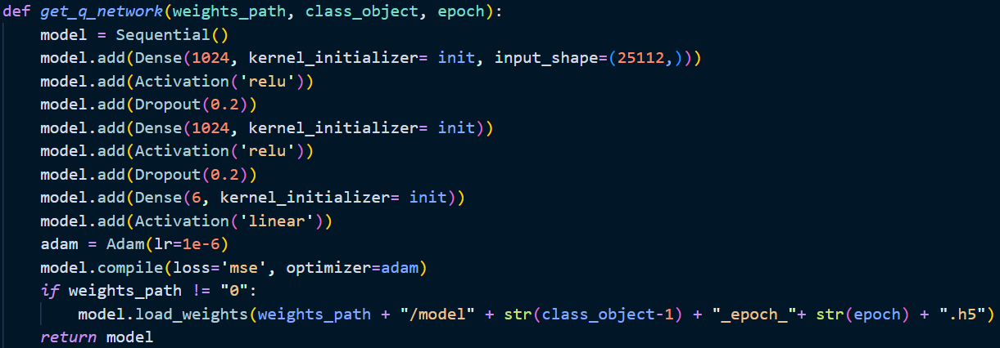 def get_q_network(weights_path, class_object, epoch):
    model = Sequential()
    model.add(Dense(1024, kernel_initializer= init, input_shape=(25112,)))
    model.add(Activation('relu'))
    model.add(Dropout(0.2))
    model.add(Dense(1024, kernel_initializer= init))
    model.add(Activation('relu'))
    model.add(Dropout(0.2))
    model.add(Dense(6, kernel_initializer= init))
    model.add(Activation('linear'))
    adam = Adam(lr=1e-6)
    model.compile(loss='mse', optimizer=adam)
    if weights_path != "0":
        model.load_weights(weights_path + "/model" + str(class_object-1) + "_epoch_"+ str(epoch) + ".h5")
    return model